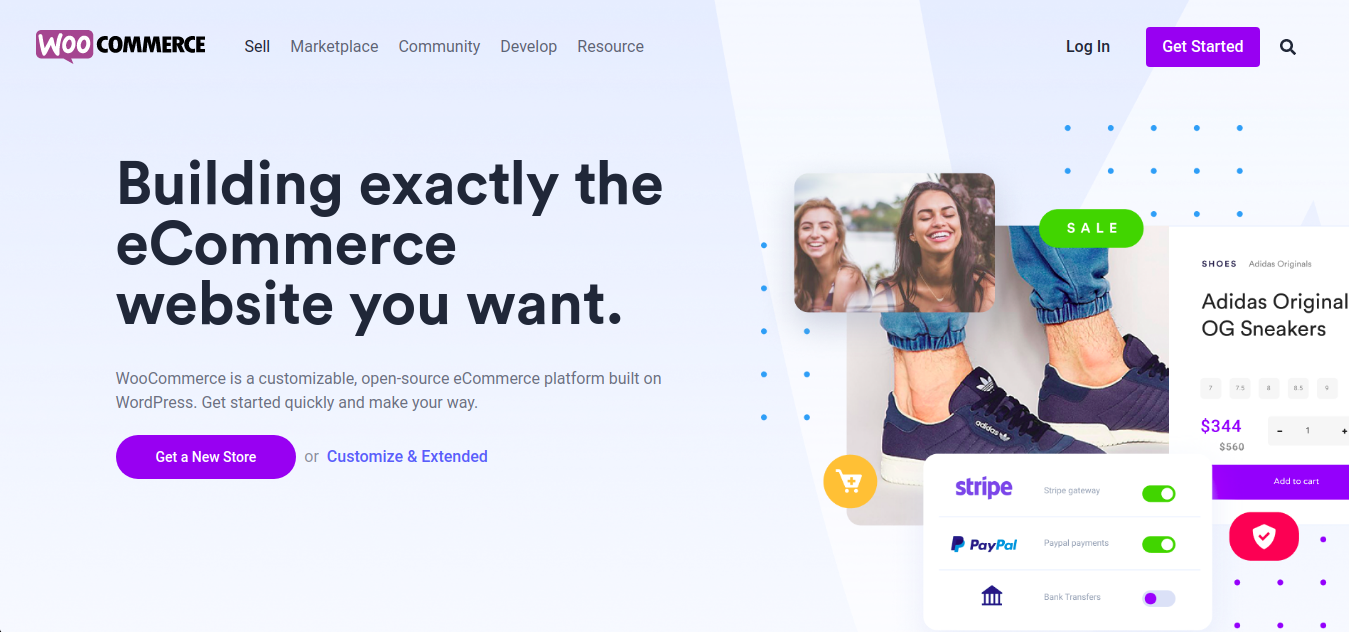 WOO COMMERCE
Sell Marketplace Community Develop Resource
Log In Get Started
Building exactly the
eCommerce
website you want.
WooCommerce is a customizable, open-source eCommerce platform built on
WordPress. Get started quickly and make your way.
Get a New Store or Customize & Extended
SALE
SHOES Adidas Originals
Adidas Original
OG Sneakers
7 7.5 8 8.5 9
$344
$560
- 1 +
Add to cart
adidas
stripe Stripe gateway
PayPal Paypal payments
Bank Transfers